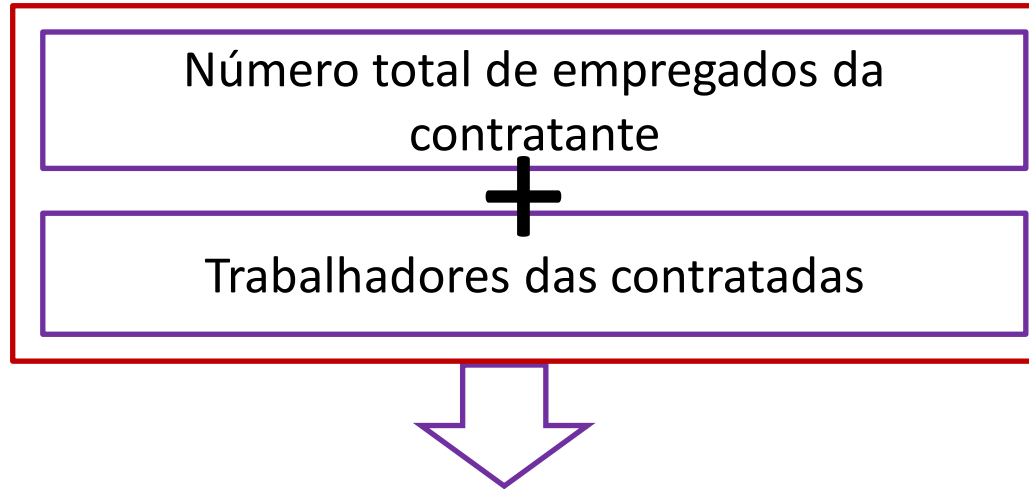 Número total de empregados da
contratante
+
Trabalhadores das contratadas